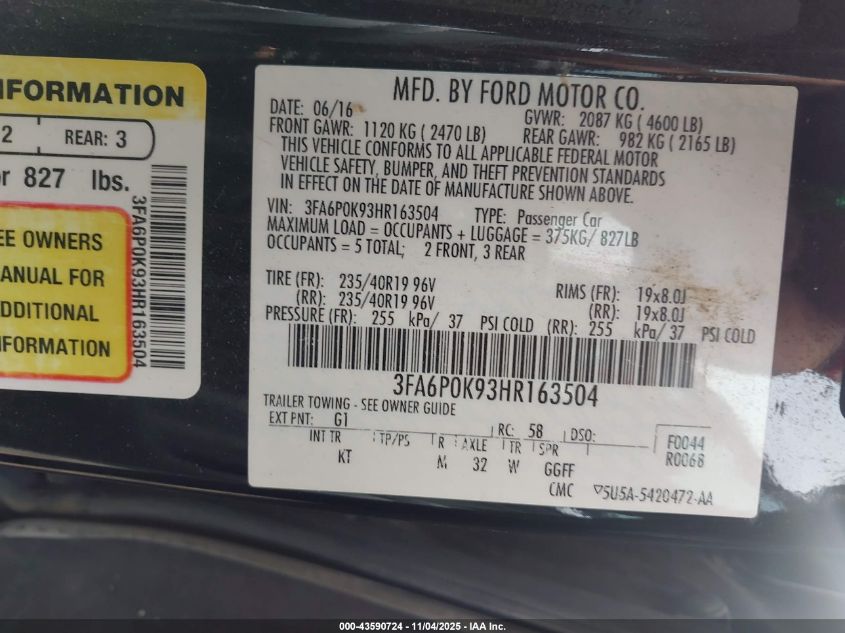 INFORMATION
2 REAR: 3
or 827 lbs.
EE OWNERS
ANUAL FOR
DDITIONAL
NFORMATION
3FA6P0K93HR163504
MFD. BY FORD MOTOR CO.
DATE: 06/16 GVWR: 2087 KG ( 4600 LB)
FRONT GAWR: 1120 KG ( 2470 LB) REAR GAWR: 982 KG ( 2165 LB)
THIS VEHICLE CONFORMS TO ALL APPLICABLE FEDERAL MOTOR
VEHICLE SAFETY, BUMPER, AND THEFT PREVENTION STANDARDS
IN EFFECT ON THE DATE OF MANUFACTURE SHOWN ABOVE.
VIN: 3FA6P0K93HR163504 TYPE: Passenger Car
MAXIMUM LOAD = OCCUPANTS + LUGGAGE = 375KG/ 827LB
OCCUPANTS = 5 TOTAL; 2 FRONT, 3 REAR
TIRE (FR): 235/40R19 96V RIMS (FR): 19x8.0J
(RR): 235/40R19 96V (RR): 19x8.0J
PRESSURE (FR): 255 kPa/ 37 PSI COLD (RR): 255 kPa/ 37 PSI COLD
3FA6P0K93HR163504
TRAILER TOWING - SEE OWNER GUIDE
EXT PNT: G1 RC: 58 DSO: F0044
INT TR TP/PS R AXLE TR SPR R0068
KT M 32 W GGFF
CMC ▽5U5A-5420472-AA
000-43590724 - 11/04/2025 - IAA Inc.